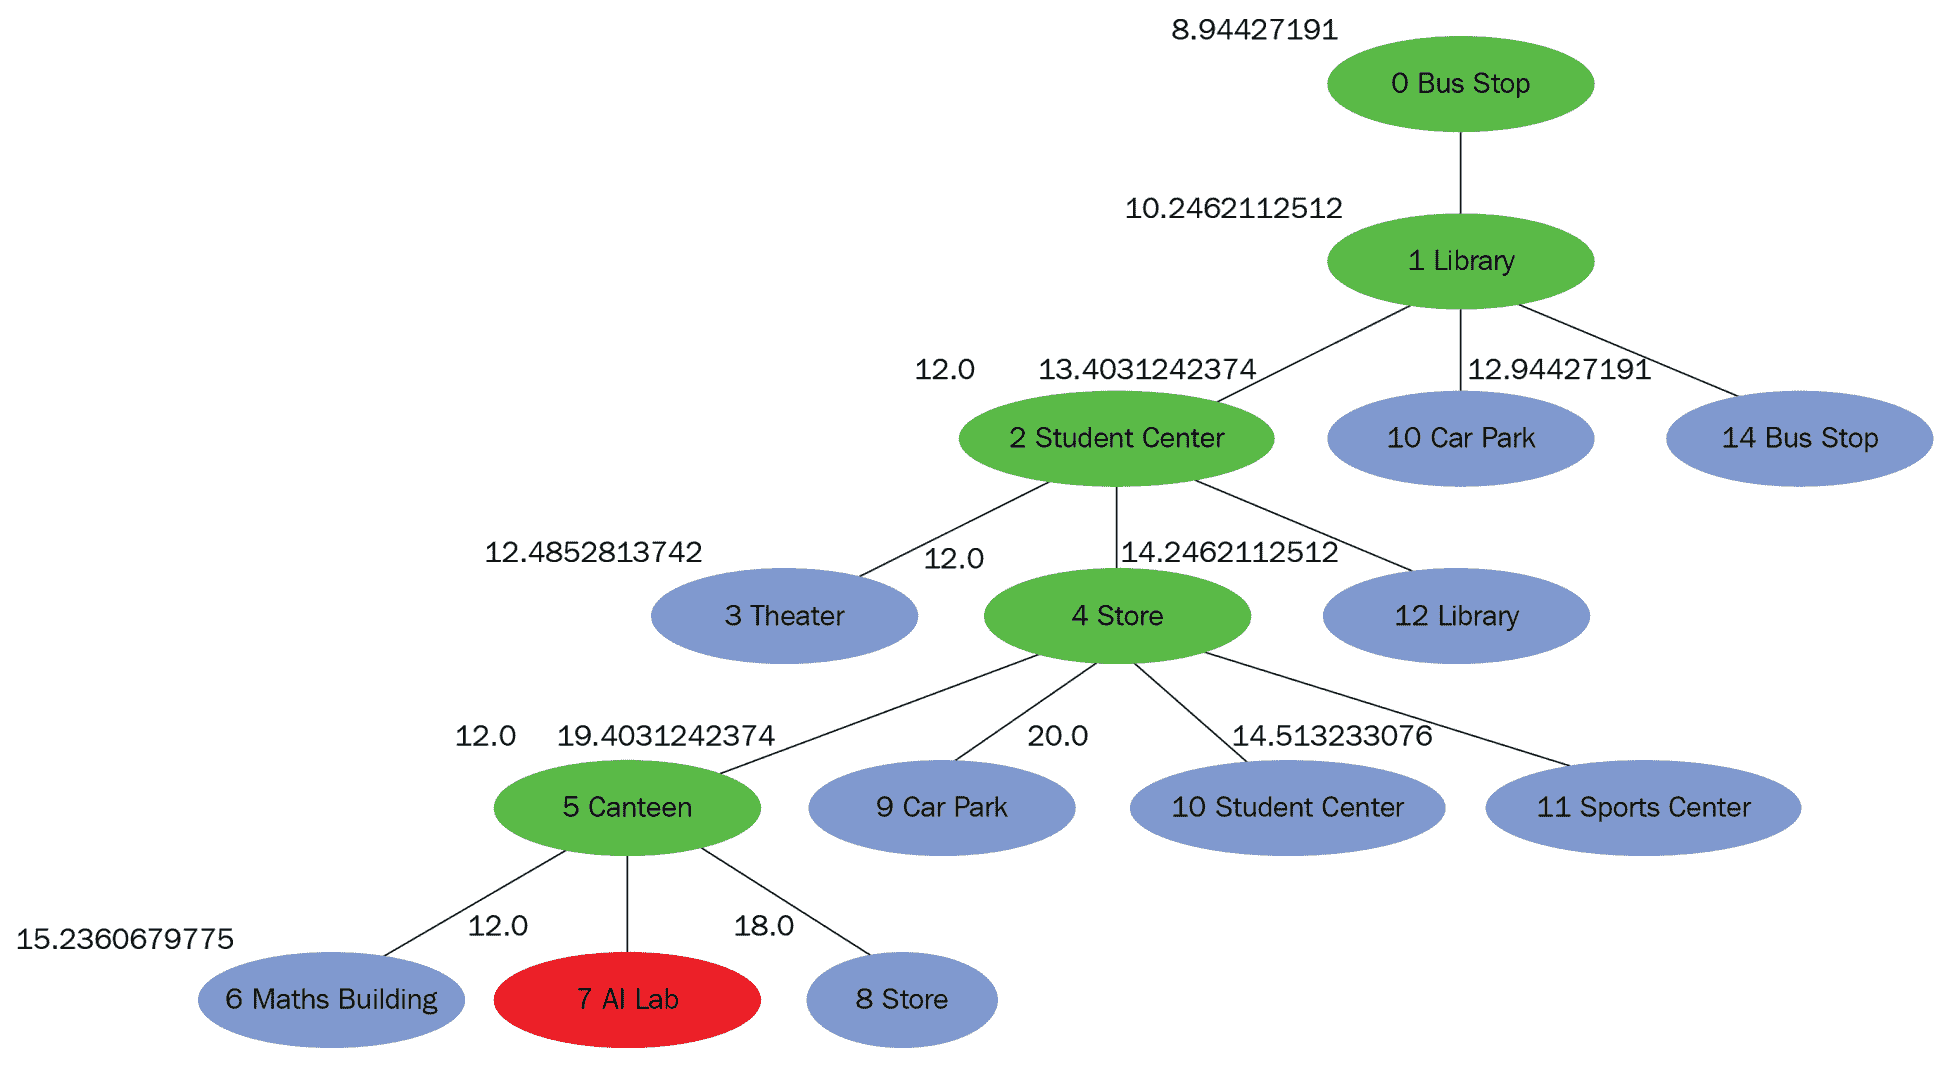 8.94427191
0 Bus Stop
10.2462112512
1 Library
12.0
13.4031242374
12.94427191
2 Student Center
10 Car Park
14 Bus Stop
12.4852813742
12.0
14.2462112512
3 Theater
4 Store
12 Library
12.0
19.4031242374
20.0
14.513233076
5 Canteen
9 Car Park
10 Student Center
11 Sports Center
15.2360679775
12.0
18.0
6 Maths Building
7 AI Lab
8 Store